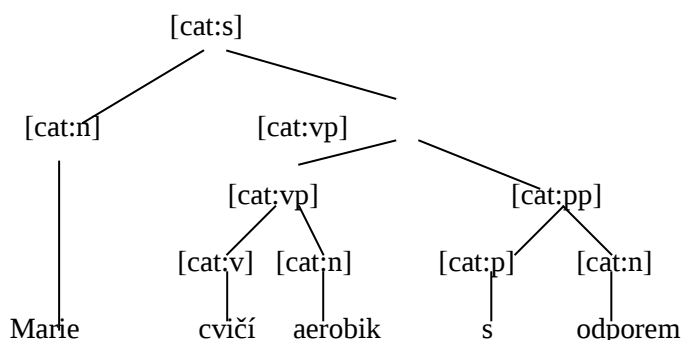 [cat:s]
[cat:n] [cat:vp]
[cat:vp] [cat:pp]
[cat:v] [cat:n] [cat:p] [cat:n]
Marie cvičí aerobik s odporem